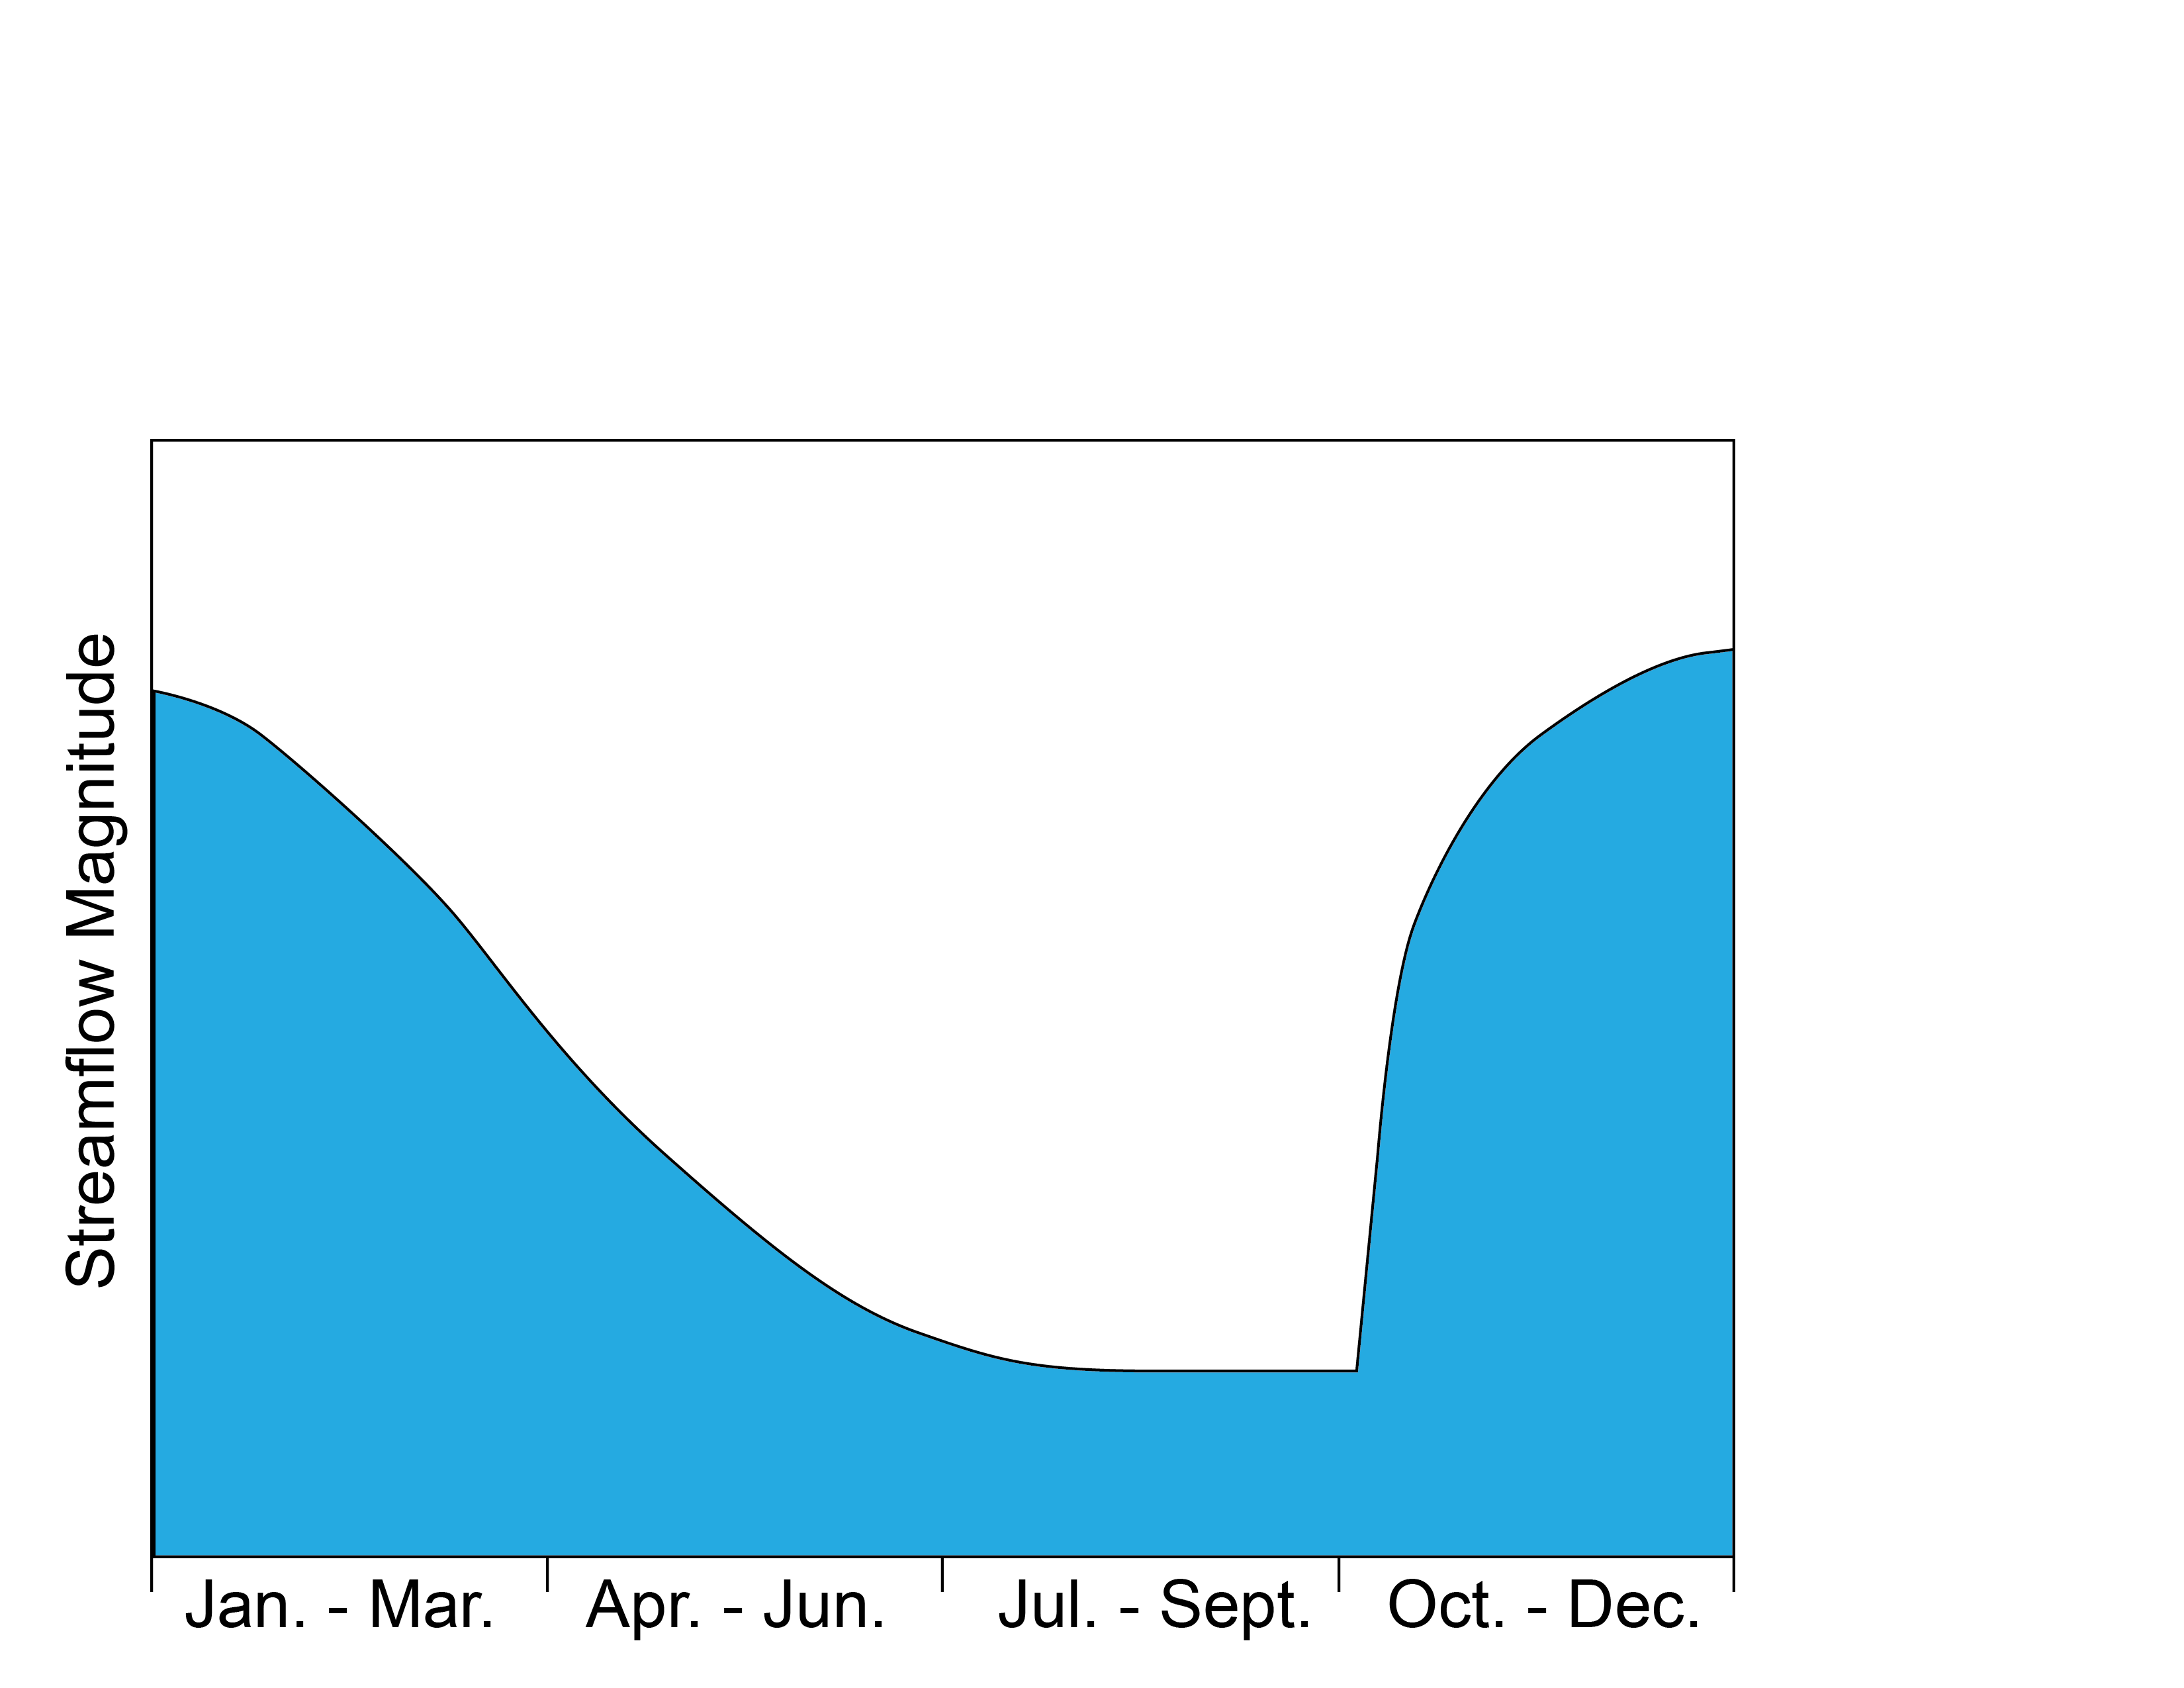 Streamflow Magnitude
Jan. - Mar.
Apr. - Jun.
Jul. - Sept.
Oct. - Dec.